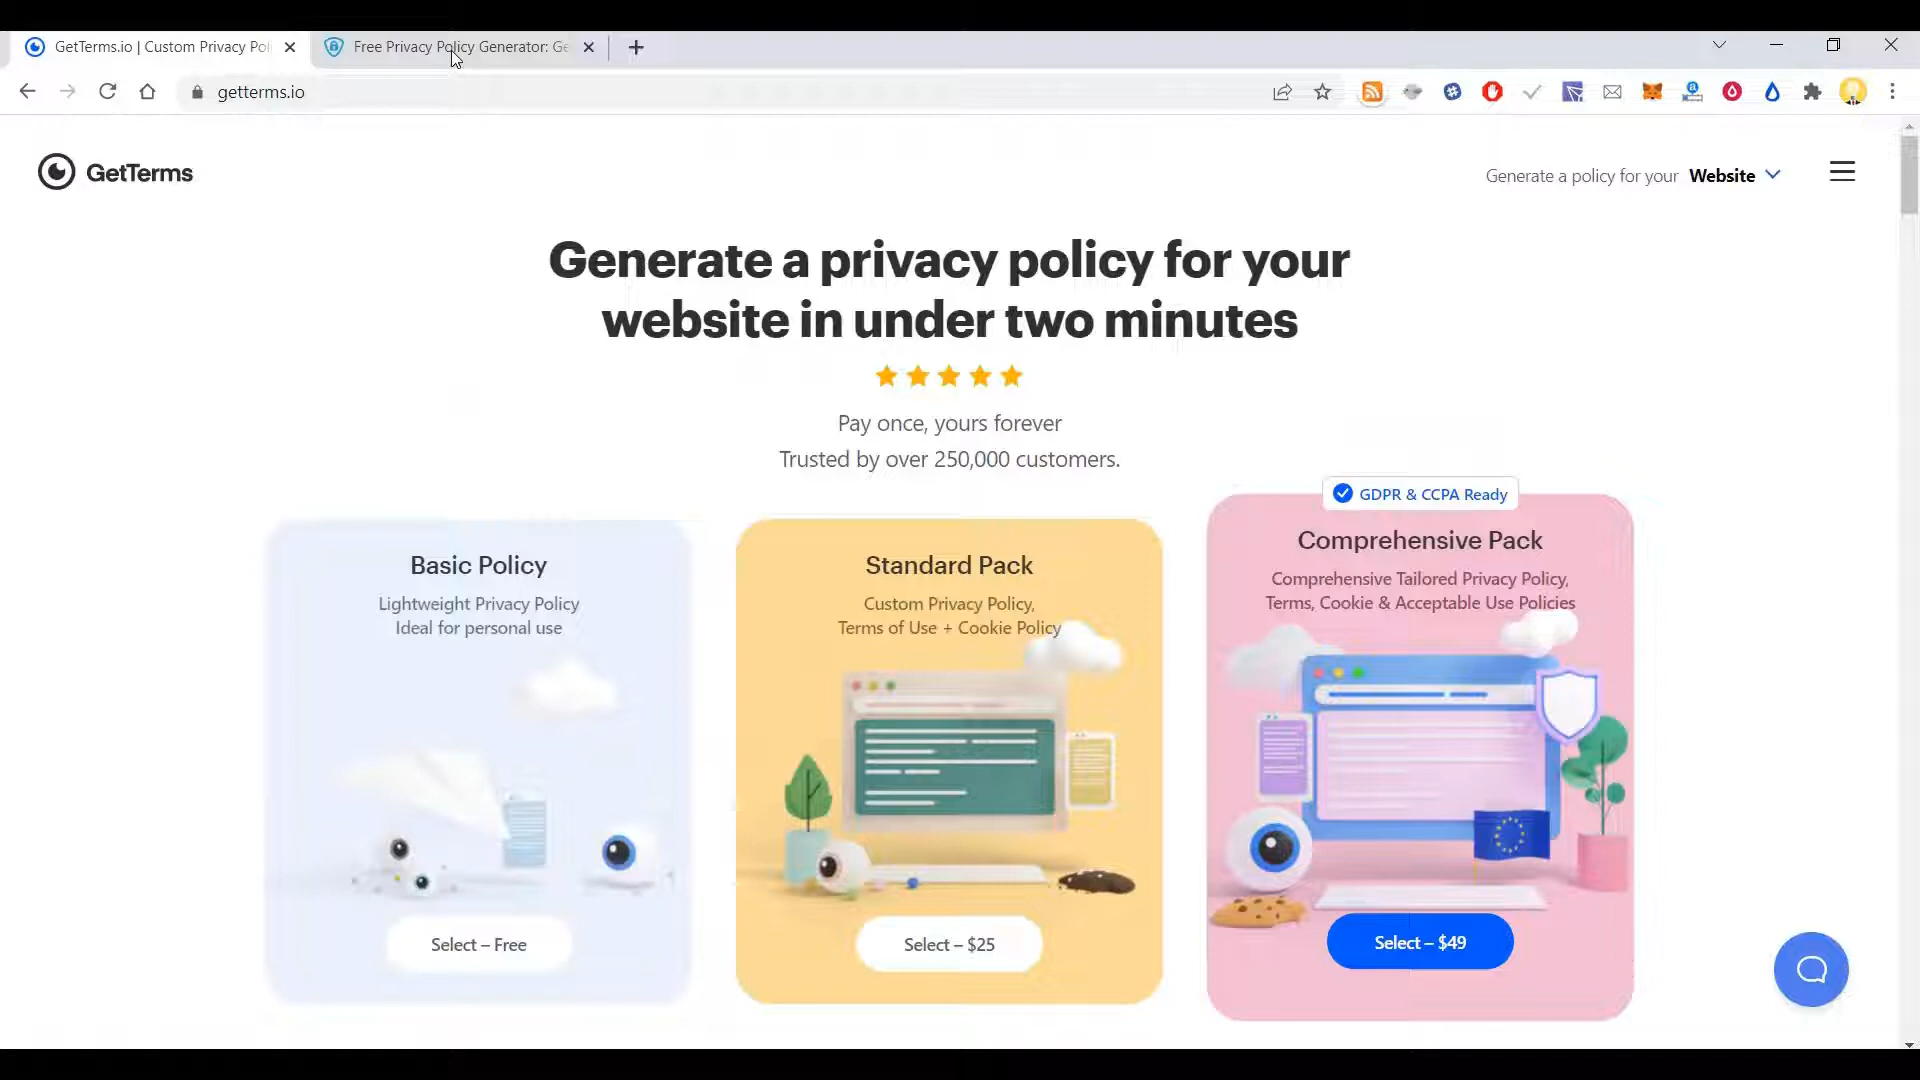 GetTerms.io | Custom Privacy Pol
Free Privacy Policy Generator: Ge
getterms.io
GetTerms
Generate a policy for your Website
Generate a privacy policy for your
website in under two minutes
Pay once, yours forever
Trusted by over 250,000 customers.
Basic Policy
Lightweight Privacy Policy
Ideal for personal use
Select – Free
Standard Pack
Custom Privacy Policy,
Terms of Use + Cookie Policy
Select – $25
GDPR & CCPA Ready
Comprehensive Pack
Comprehensive Tailored Privacy Policy,
Terms, Cookie & Acceptable Use Policies
Select – $49